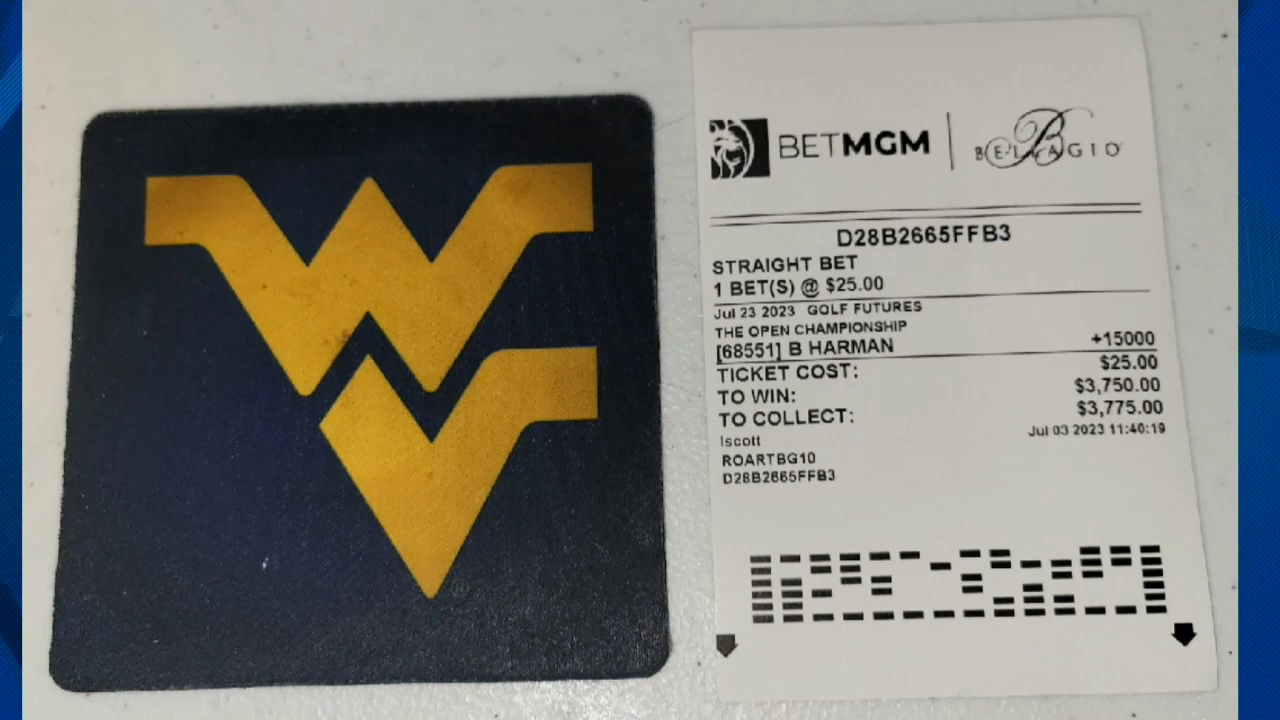 WV
®
BETMGM
BELLAGIO
D28B2665FFB3
STRAIGHT BET
1 BET(S) @ $25.00
Jul 23 2023 GOLF FUTURES
THE OPEN CHAMPIONSHIP
[68551] B HARMAN +15000
TICKET COST: $25.00
TO WIN: $3,750.00
TO COLLECT: $3,775.00
lscott Jul 03 2023 11:40:19
ROARTBG10
D28B2665FFB3